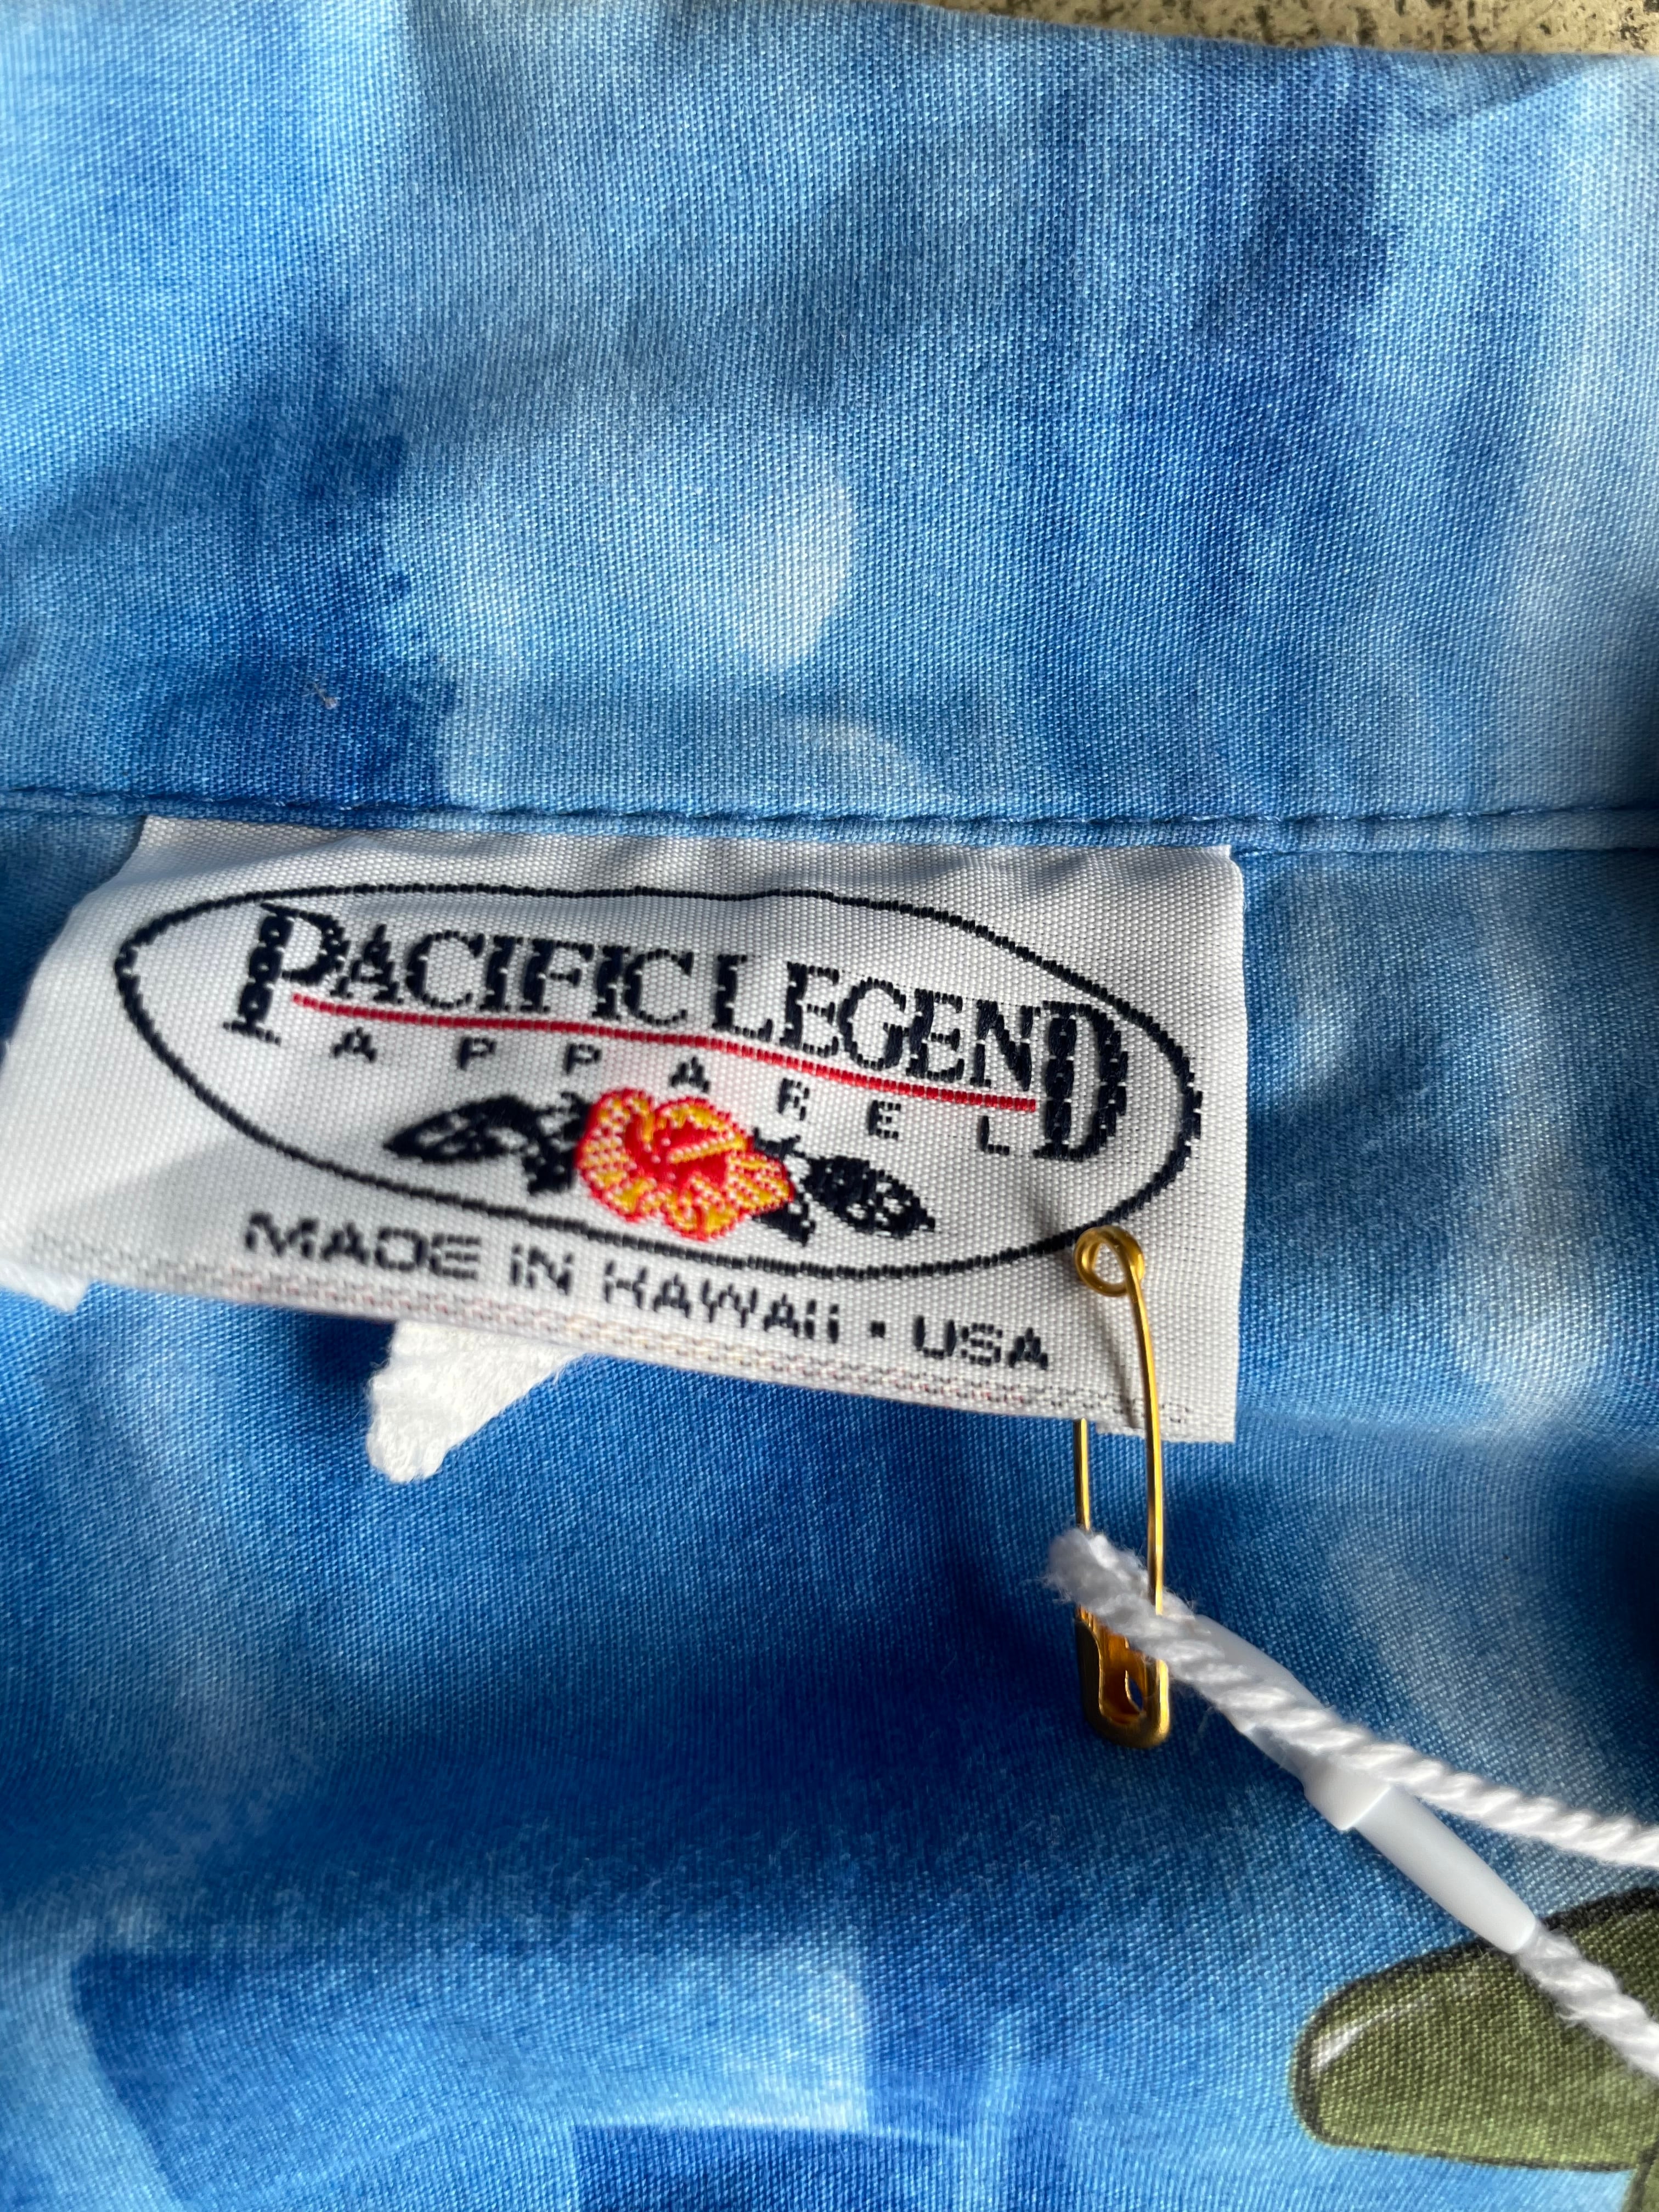 PACIFIC LEGEND
APPAREL
MADE iN HAWAii • USA